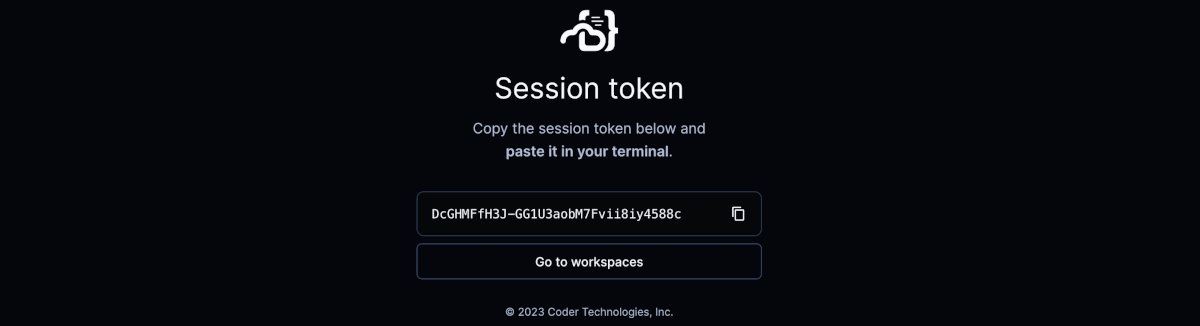 Session token
Copy the session token below and
paste it in your terminal.
DcGHMFfH3J-GG1U3aobM7Fvii8iy4588c
Go to workspaces
© 2023 Coder Technologies, Inc.